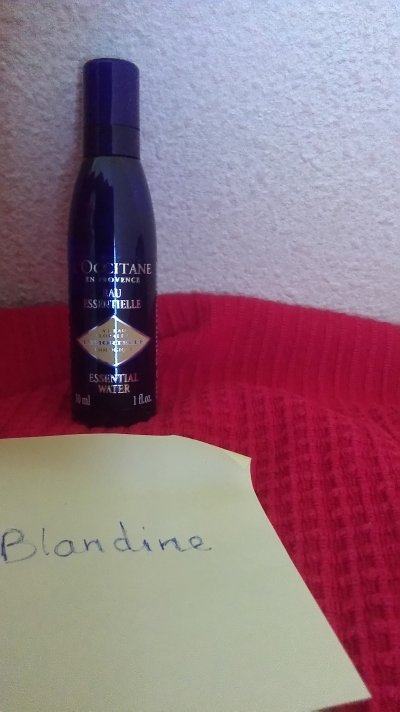 L'OCCITANE
EN PROVENCE
EAU
ESSENTIELLE
ESSENTIAL
WATER
30 ml 1 fl.oz.
Blandine